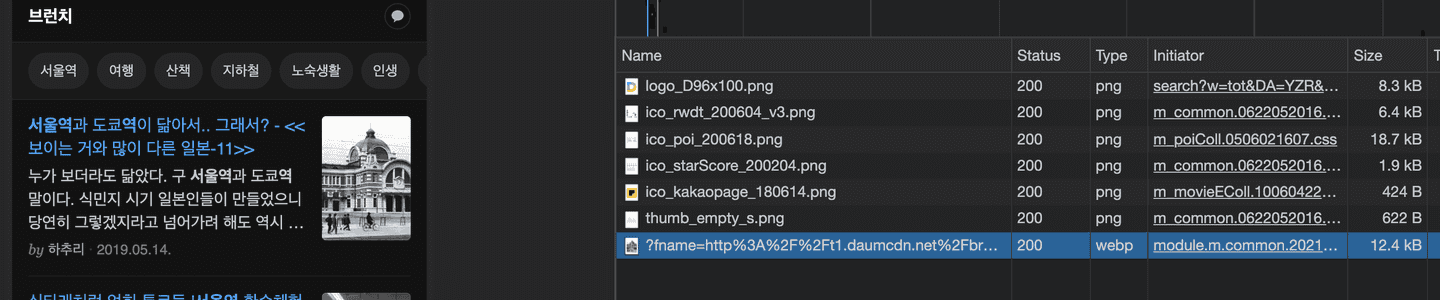 브런치
서울역 여행 산책 지하철 노숙생활 인생
서울역과 도쿄역이 닮아서.. 그래서? - <<
보이는 거와 많이 다른 일본-11>>
누가 보더라도 닮았다. 구 서울역과 도쿄역
말이다. 식민지 시기 일본인들이 만들었으니
당연히 그렇겠지라고 넘어가려 해도 역시 ...
by 하추리 · 2019.05.14.
Name Status Type Initiator Size T
logo_D96x100.png 200 png search?w=tot&DA=YZR&... 8.3 kB
ico_rwdt_200604_v3.png 200 png m_common.0622052016.... 6.4 kB
ico_poi_200618.png 200 png m_poiColl.0506021607.css 18.7 kB
ico_starScore_200204.png 200 png m_common.0622052016.... 1.9 kB
ico_kakaopage_180614.png 200 png m_movieEColl.10060422... 424 B
thumb_empty_s.png 200 png m_common.0622052016.... 622 B
?fname=http%3A%2F%2Ft1.daumcdn.net%2Fbr... 200 webp module.m.common.2021... 12.4 kB